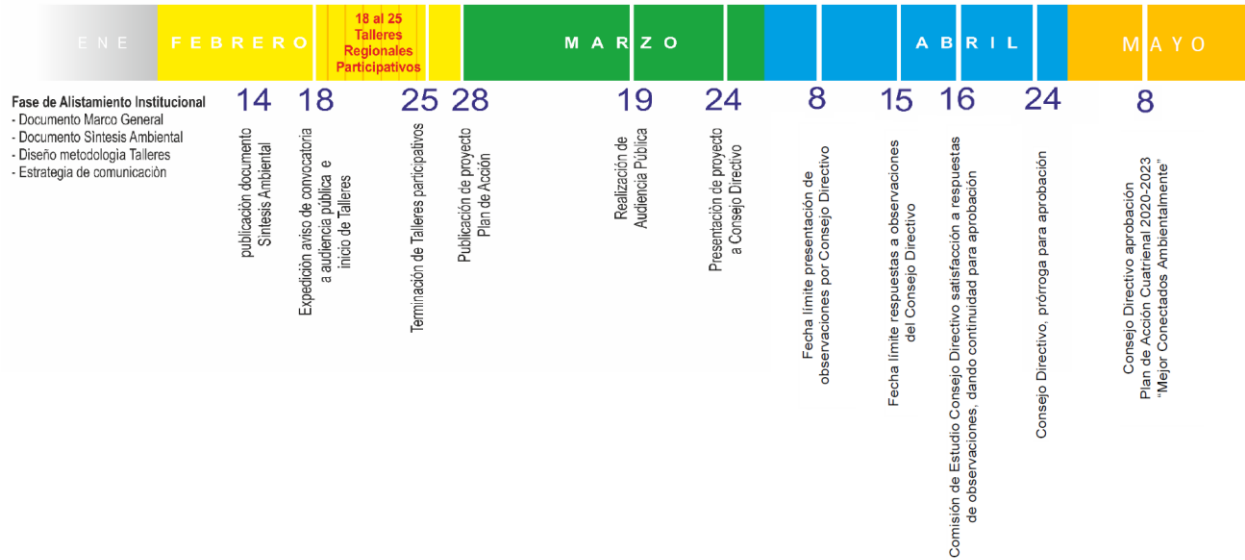 ENE
FEBRERO
18 al 25
Talleres
Regionales
Participativos
MARZO
ABRIL
MAYO
Fase de Alistamiento Institucional
- Documento Marco General
- Documento Síntesis Ambiental
- Diseño metodología Talleres
- Estrategia de comunicación
14
publicación documento
Síntesis Ambiental
18
Expedición aviso de convocatoria
a audiencia pública e
inicio de Talleres
25
Terminación de Talleres participativos
28
Publicación de proyecto
Plan de Acción
19
Realización de
Audiencia Pública
24
Presentación de proyecto
a Consejo Directivo
8
Fecha límite presentación de
observaciones por Consejo Directivo
15
Fecha límite respuestas a observaciones
del Consejo Directivo
16
Comisión de Estudio Consejo Directivo satisfacción a respuestas
de observaciones, dando continuidad para aprobación
24
Consejo Directivo, prórroga para aprobación
8
Consejo Directivo aprobación
Plan de Acción Cuatrienal 2020-2023
"Mejor Conectados Ambientalmente"